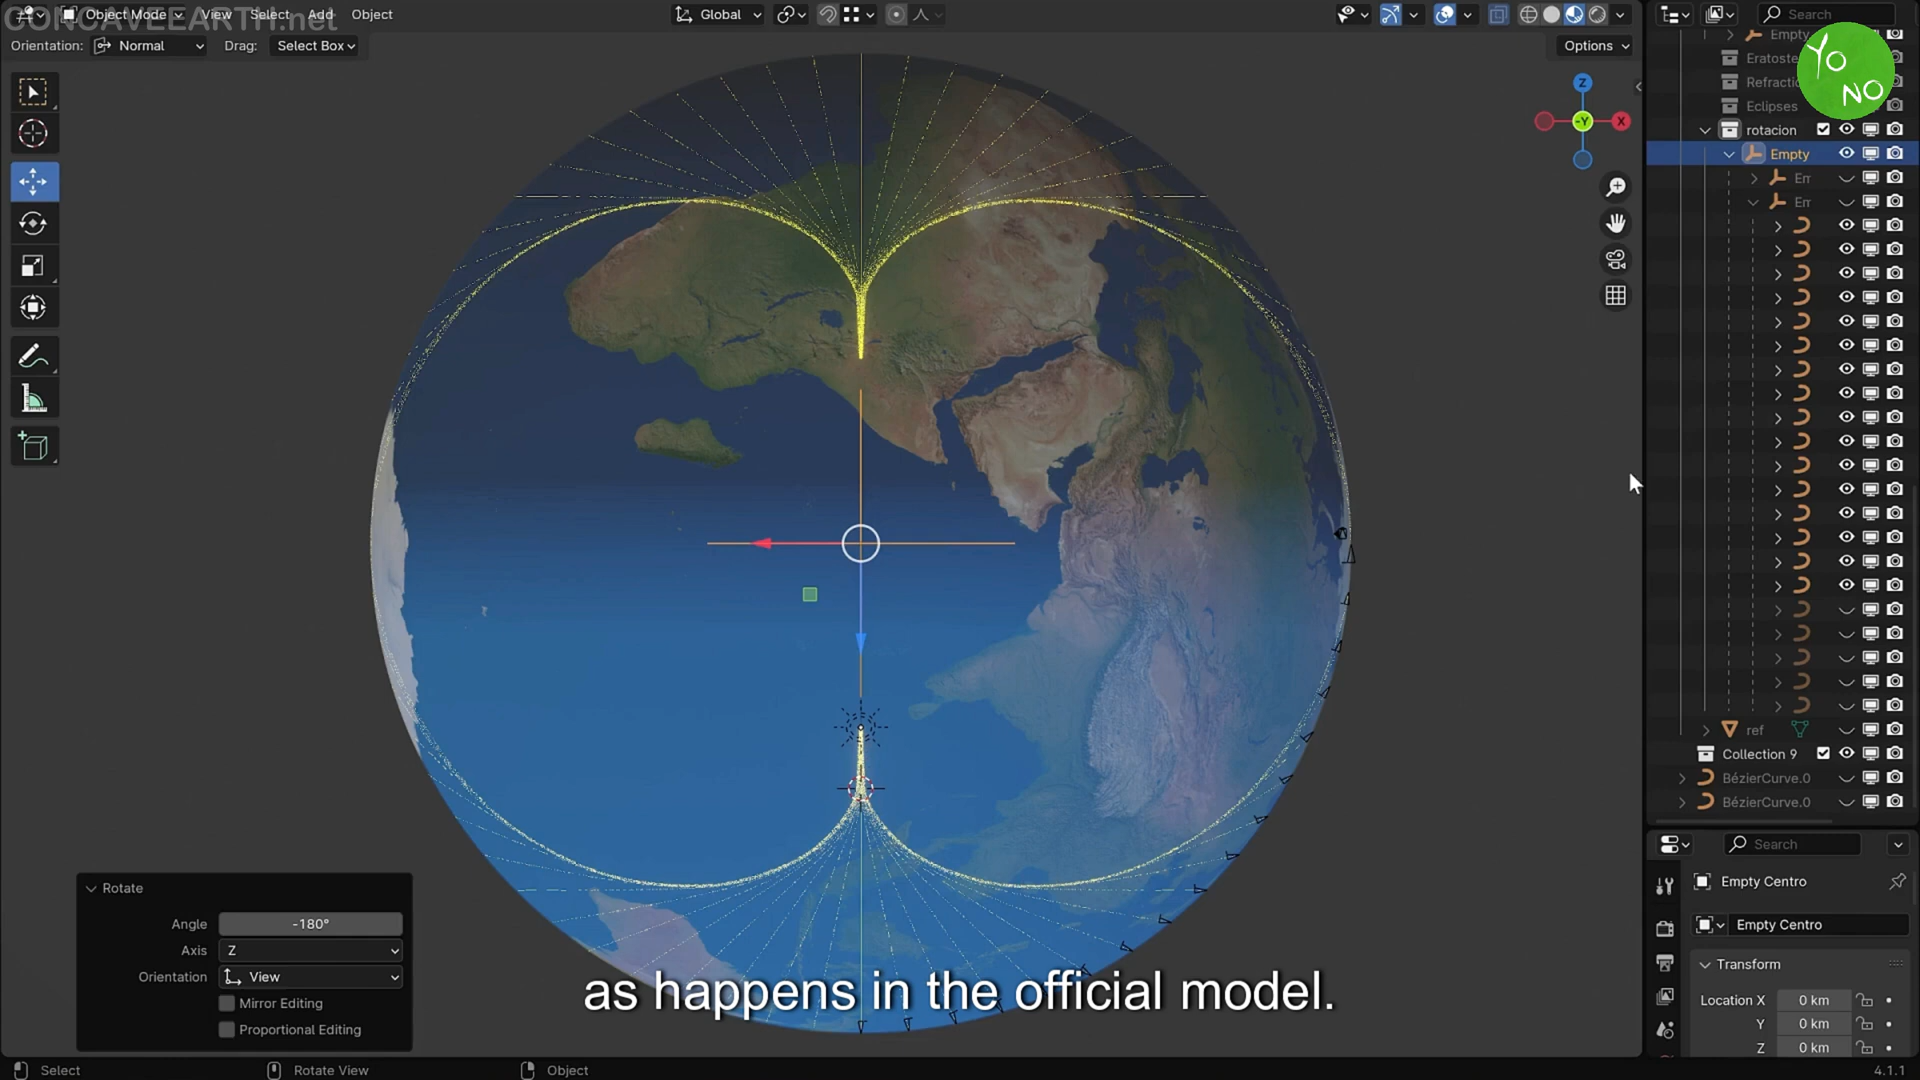 CONCAVEEARTH.net
Object Mode
View
Select
Add
Object
Global
Search
Orientation:
Normal
Drag:
Select Box
Options
YO
NO
Empty
Eratoste
Refracti
Eclipses
rotacion
Empty
Er
Er
Z
-Y
X
ref
Collection 9
BézierCurve.0
BézierCurve.0
Search
Empty Centro
Empty Centro
Transform
Location X 0 km
Y 0 km
Z 0 km
Rotate
Angle -180°
Axis Z
Orientation View
Mirror Editing
Proportional Editing
as happens in the official model.
Select
Rotate View
Object
4.1.1